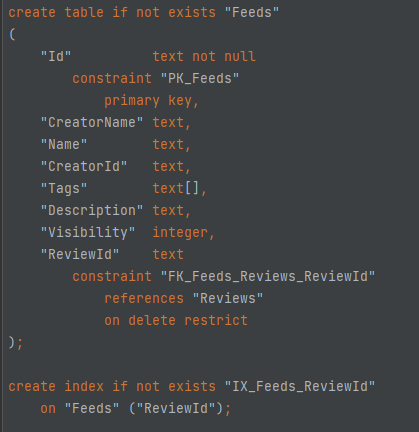 create table if not exists "Feeds"
(
    "Id"          text not null
        constraint "PK_Feeds"
            primary key,
    "CreatorName" text,
    "Name"        text,
    "CreatorId"   text,
    "Tags"        text[],
    "Description" text,
    "Visibility"  integer,
    "ReviewId"    text
        constraint "FK_Feeds_Reviews_ReviewId"
            references "Reviews"
            on delete restrict
);

create index if not exists "IX_Feeds_ReviewId"
    on "Feeds" ("ReviewId");